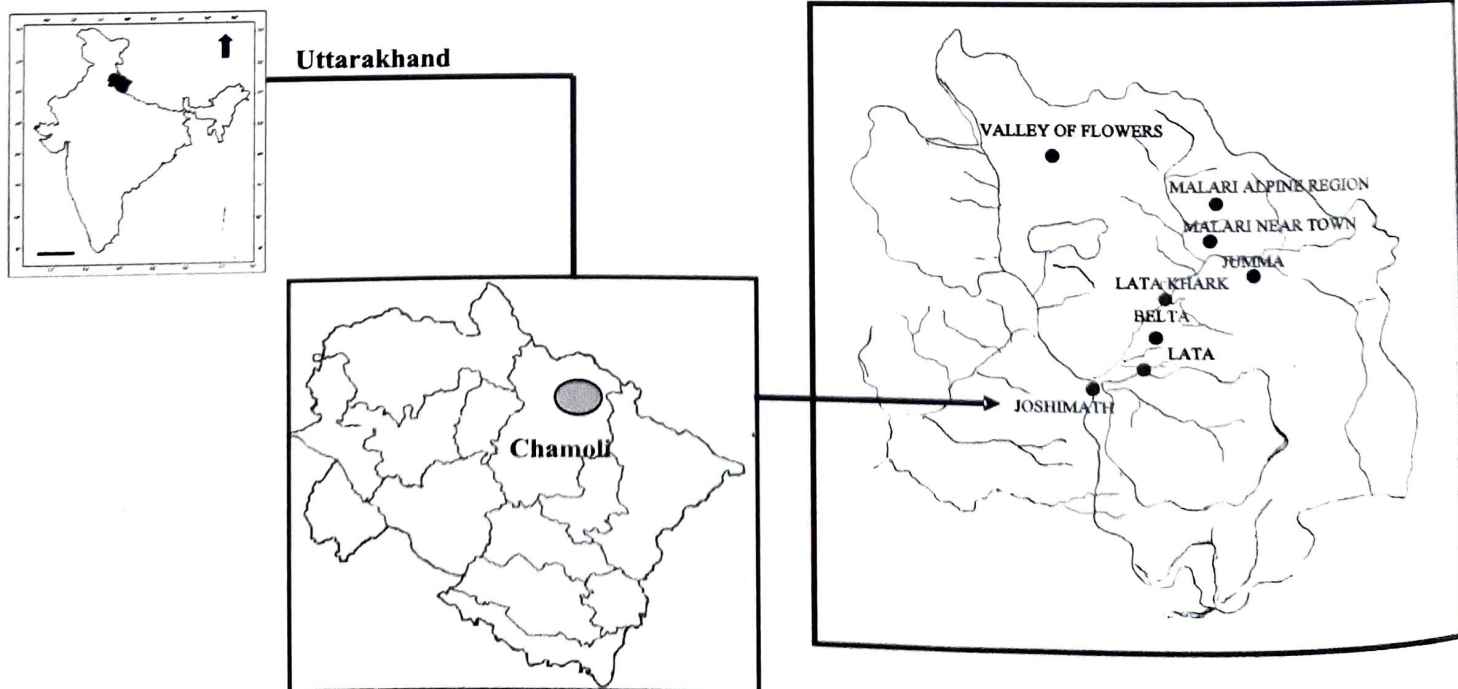 Uttarakhand
Chamoli
VALLEY OF FLOWERS
MALARI ALPINE REGION
MALARI NEAR TOWN
JUMMA
LATA KHARK
BELTA
LATA
JOSHIMATH